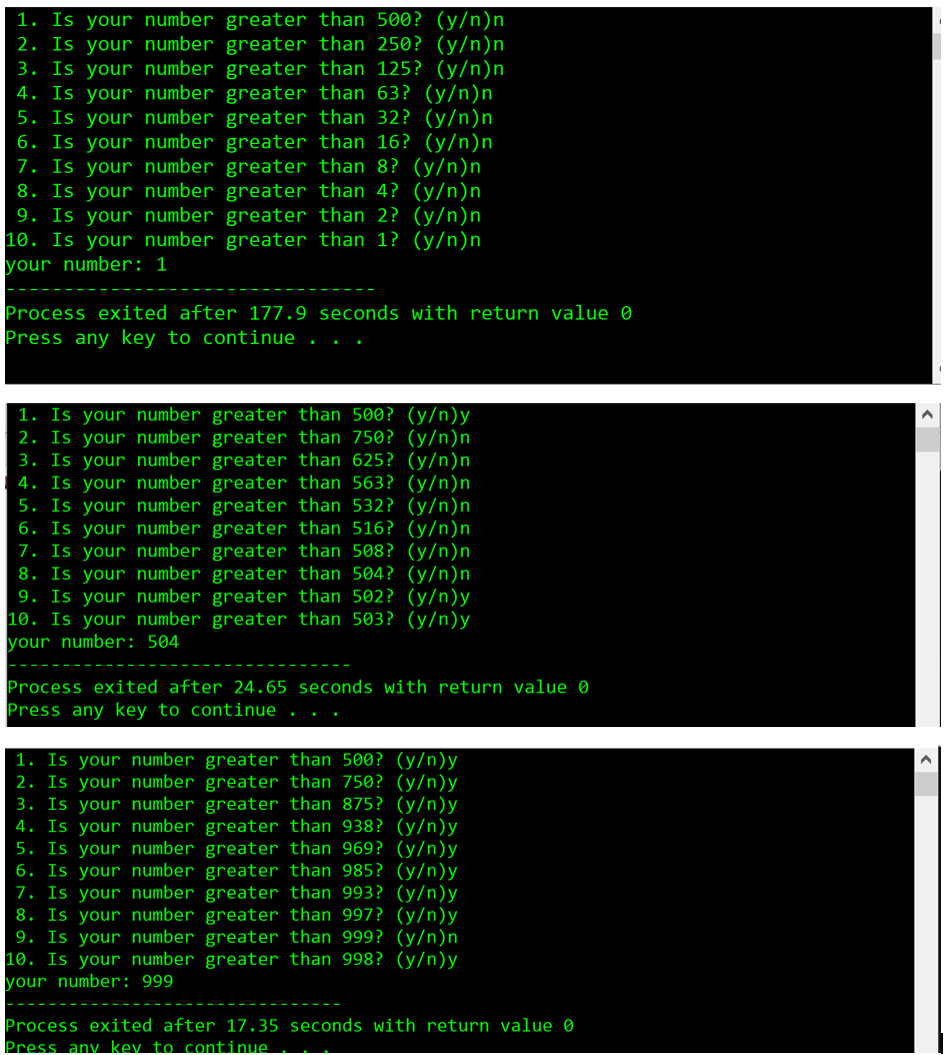 1. Is your number greater than 500? (y/n)n
2. Is your number greater than 250? (y/n)n
3. Is your number greater than 125? (y/n)n
4. Is your number greater than 63? (y/n)n
5. Is your number greater than 32? (y/n)n
6. Is your number greater than 16? (y/n)n
7. Is your number greater than 8? (y/n)n
8. Is your number greater than 4? (y/n)n
9. Is your number greater than 2? (y/n)n
10. Is your number greater than 1? (y/n)n
your number: 1
--------------------------------
Process exited after 177.9 seconds with return value 0
Press any key to continue . . .
1. Is your number greater than 500? (y/n)y
2. Is your number greater than 750? (y/n)n
3. Is your number greater than 625? (y/n)n
4. Is your number greater than 563? (y/n)n
5. Is your number greater than 532? (y/n)n
6. Is your number greater than 516? (y/n)n
7. Is your number greater than 508? (y/n)n
8. Is your number greater than 504? (y/n)n
9. Is your number greater than 502? (y/n)y
10. Is your number greater than 503? (y/n)y
your number: 504
--------------------------------
Process exited after 24.65 seconds with return value 0
Press any key to continue . . .
1. Is your number greater than 500? (y/n)y
2. Is your number greater than 750? (y/n)y
3. Is your number greater than 875? (y/n)y
4. Is your number greater than 938? (y/n)y
5. Is your number greater than 969? (y/n)y
6. Is your number greater than 985? (y/n)y
7. Is your number greater than 993? (y/n)y
8. Is your number greater than 997? (y/n)y
9. Is your number greater than 999? (y/n)n
10. Is your number greater than 998? (y/n)y
your number: 999
--------------------------------
Process exited after 17.35 seconds with return value 0
Press any key to continue . . .